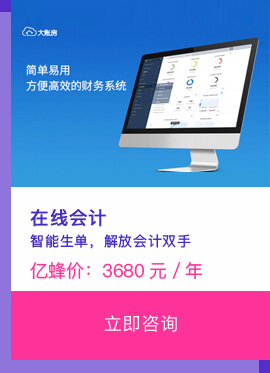 大账房
简单易用
方便高效的财务系统
在线会计
智能生单，解放会计双手
亿蜂价：3680 元 / 年
立即咨询